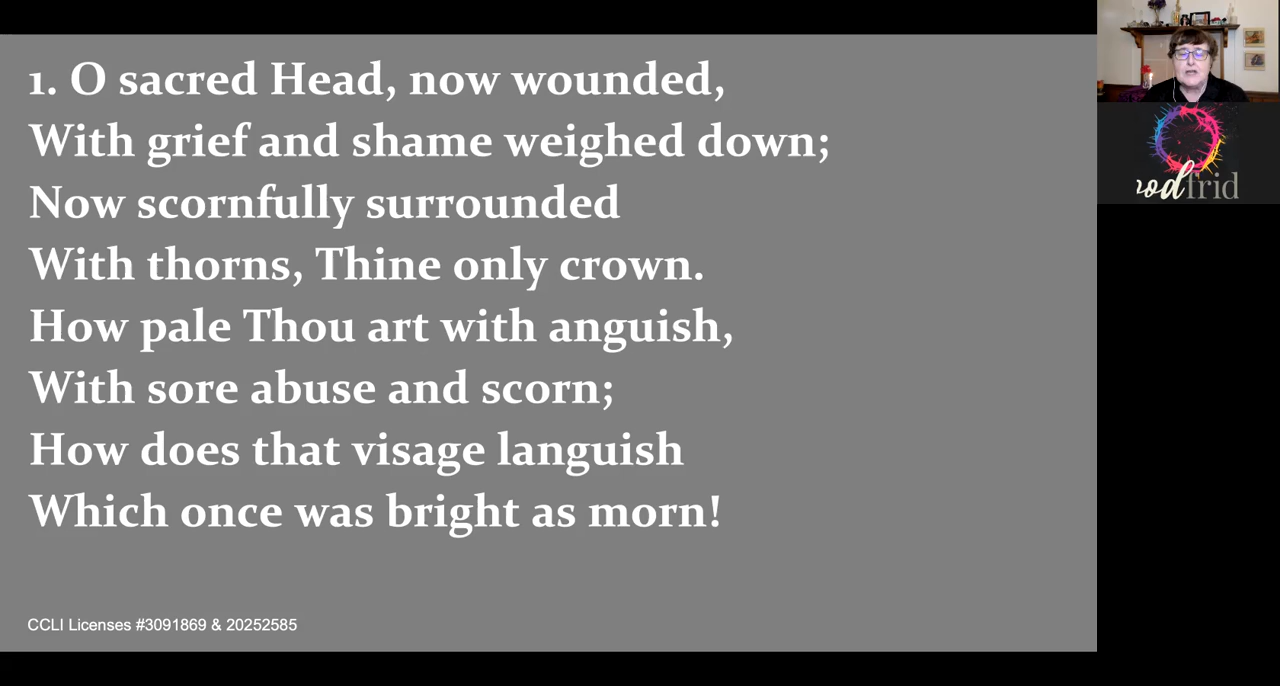 1. O sacred Head, now wounded,
With grief and shame weighed down;
Now scornfully surrounded
With thorns, Thine only crown.
How pale Thou art with anguish,
With sore abuse and scorn;
How does that visage languish
Which once was bright as morn!
CCLI Licenses #3091869 & 20252585
ood frid